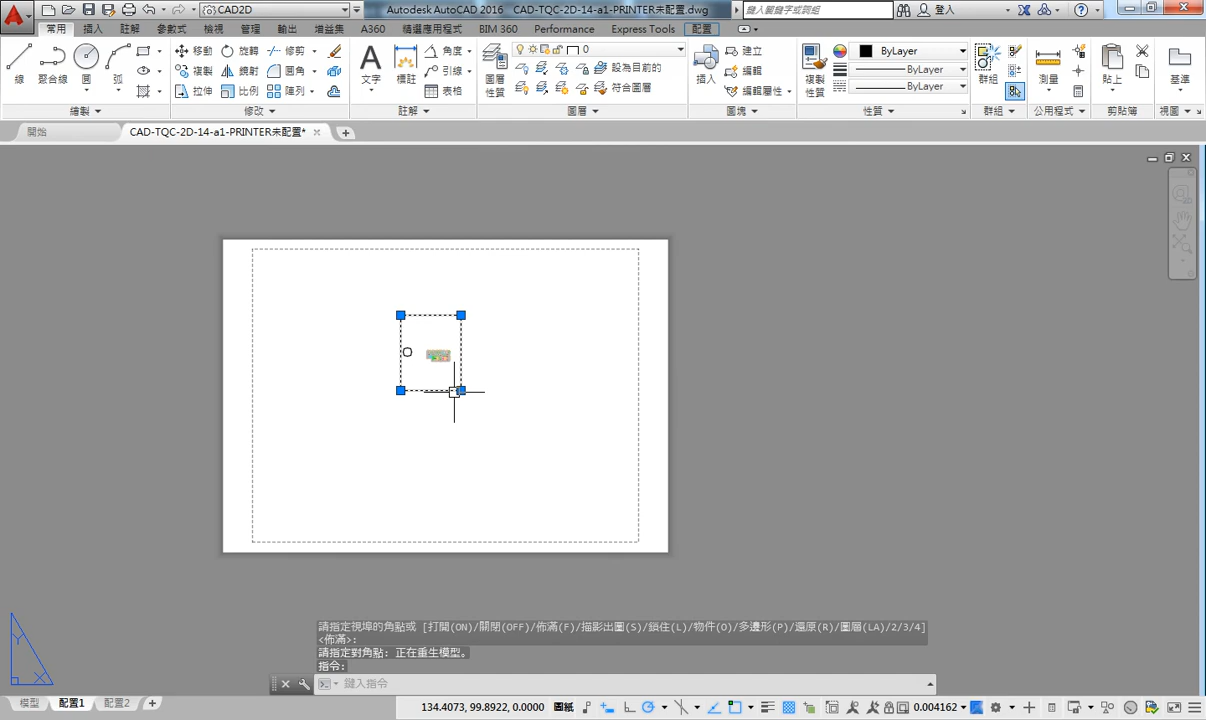 CAD2D
Autodesk AutoCAD 2016 CAD-TQC-2D-14-a1-PRINTER未配置.dwg
鍵入關鍵字或詞組
登入
常用 插入 註解 參數式 檢視 管理 輸出 增益集 A360 精選應用程式 BIM 360 Performance Express Tools 配置
線 聚合線 圓 弧
移動 旋轉 修剪
複製 鏡射 圓角
拉伸 比例 陣列
文字 標註
角度
引線
表格
圖層性質
0
設為目前的
符合圖層
插入
建立
編輯
編輯屬性
複製性質
ByLayer
ByLayer
ByLayer
群組 測量 貼上 基準
繪製 修改 註解 圖層 圖塊 性質 群組 公用程式 剪貼簿 視圖
開始 CAD-TQC-2D-14-a1-PRINTER未配置*
請指定視埠的角點或 [打開(ON)/關閉(OFF)/佈滿(F)/描影出圖(S)/鎖住(L)/物件(O)/多邊形(P)/還原(R)/圖層(LA)/2/3/4]
<佈滿>:
請指定對角點: 正在重生模型。
指令:
鍵入指令
Y
X
模型 配置1 配置2
134.4073, 99.8922, 0.0000 圖紙 0.004162